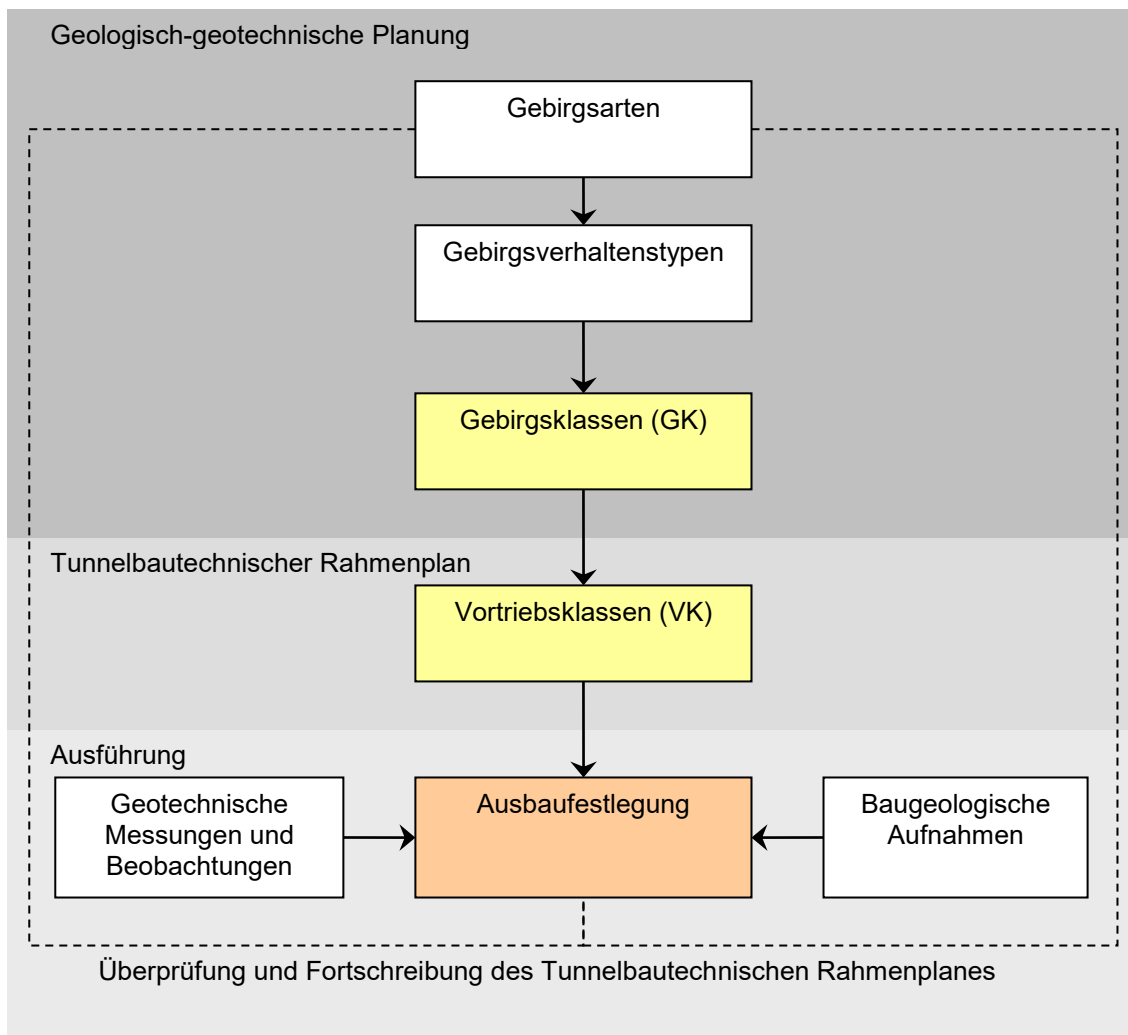 Geologisch-geotechnische Planung
Gebirgsarten
Gebirgsverhaltenstypen
Gebirgsklassen (GK)
Tunnelbautechnischer Rahmenplan
Vortriebsklassen (VK)
Ausführung
Geotechnische
Messungen und
Beobachtungen
Ausbaufestlegung
Baugeologische
Aufnahmen
Überprüfung und Fortschreibung des Tunnelbautechnischen Rahmenplanes